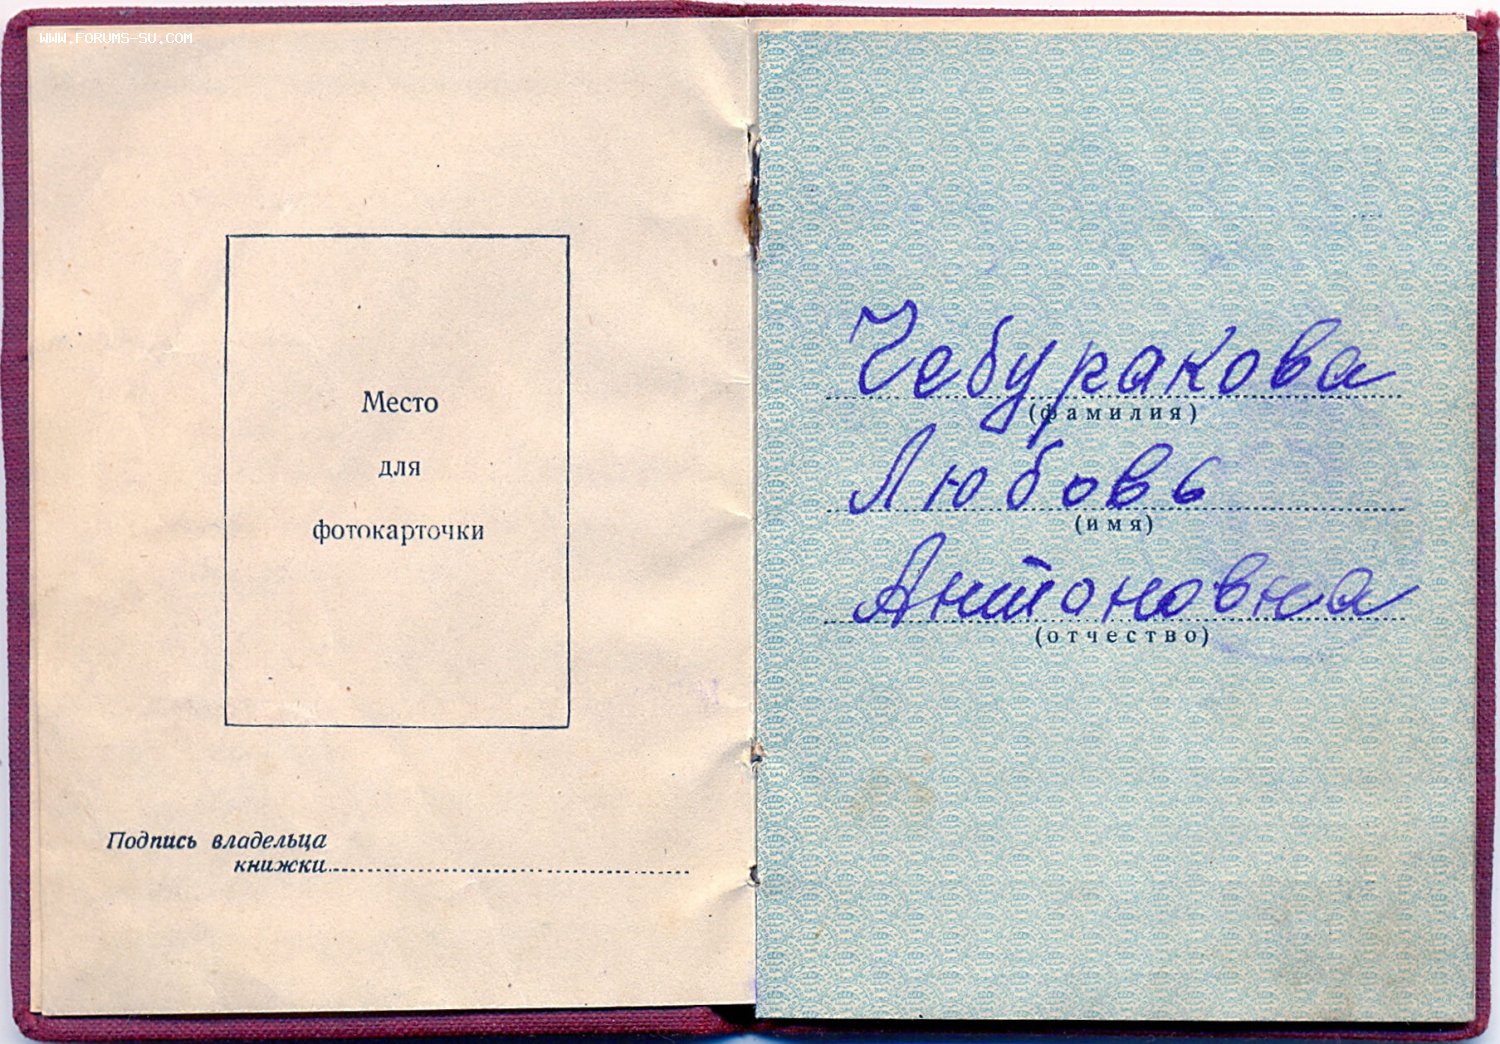 WWW.FORUMS-SU.COM
Место
для
фотокарточки
Подпись владельца
книжки
Чебуракова
(фамилия)
Любовь
(имя)
Антоновна
(отчество)